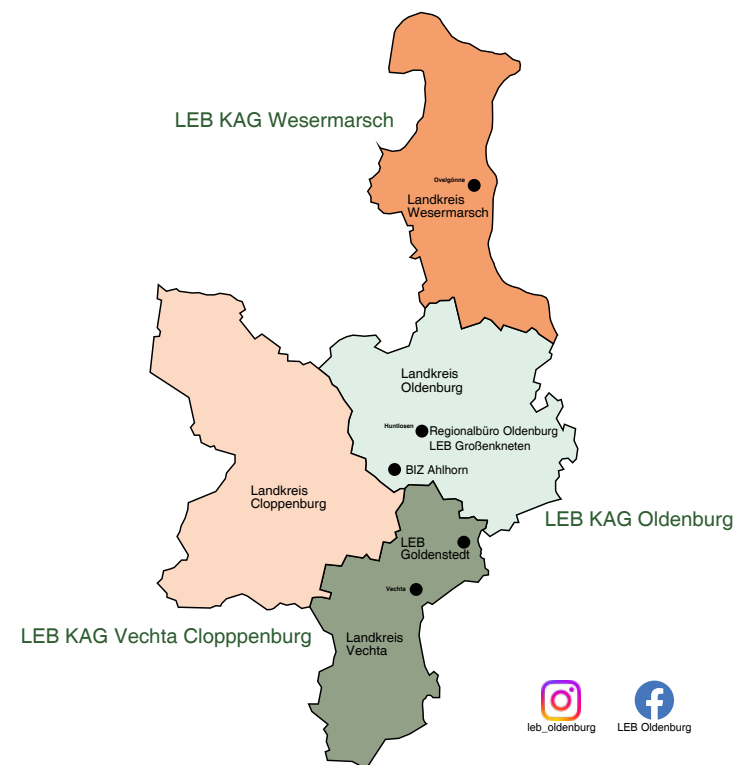 LEB KAG Wesermarsch
Ovelgönne
Landkreis
Wesermarsch
Landkreis
Oldenburg
Huntlosen
Regionalbüro Oldenburg
LEB Großenkneten
BIZ Ahlhorn
Landkreis
Cloppenburg
LEB KAG Oldenburg
LEB
Goldenstedt
Vechta
LEB KAG Vechta Clopppenburg
Landkreis
Vechta
leb_oldenburg
LEB Oldenburg